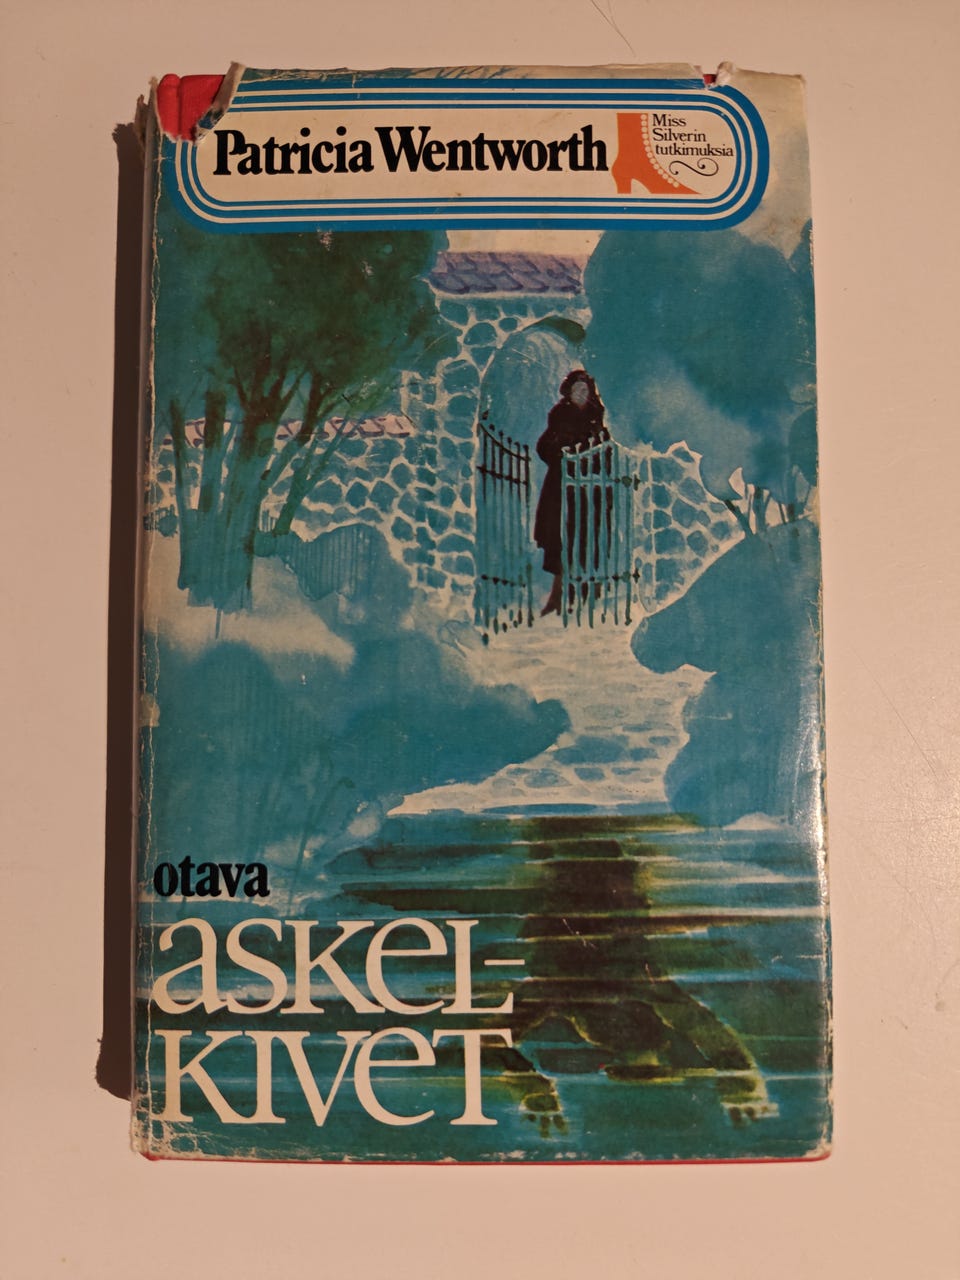 Patricia Wentworth
Miss
Silverin
tutkimuksia
otava
askel-
kivet